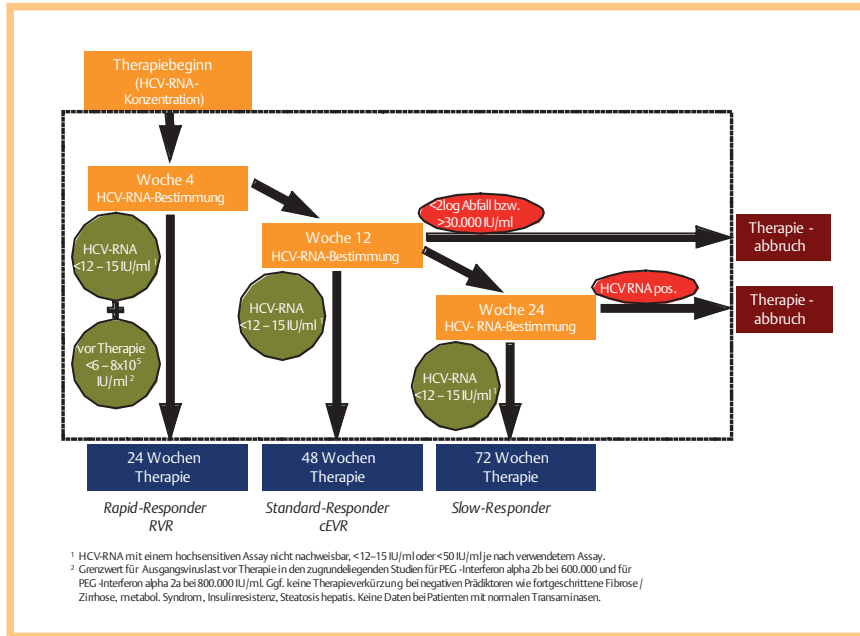 Therapiebeginn
(HCV-RNA-
Konzentration)
Woche 4
HCV-RNA-Bestimmung
<2log Abfall bzw.
>30.000 IU/ml
Therapie -
abbruch
HCV-RNA
<12 – 15 IU/ml 1
Woche 12
HCV-RNA-Bestimmung
HCV RNA pos.
Therapie -
abbruch
HCV-RNA
<12 – 15 IU/ml 1
Woche 24
HCV- RNA-Bestimmung
+
vor Therapie
<6 – 8x10⁵
IU/ml ²
HCV-RNA
<12 – 15 IU/ml ¹
24 Wochen
Therapie
48 Wochen
Therapie
72 Wochen
Therapie
Rapid-Responder
RVR
Standard-Responder
cEVR
Slow-Responder
¹ HCV-RNA mit einem hochsensitiven Assay nicht nachweisbar, <12–15 IU/ml oder <50 IU/ml je nach verwendetem Assay.
² Grenzwert für Ausgangsviruslast vor Therapie in den zugrundeliegenden Studien für PEG -Interferon alpha 2b bei 600.000 und für
PEG -Interferon alpha 2a bei 800.000 IU/ml. Ggf. keine Therapieverkürzung bei negativen Prädiktoren wie fortgeschrittene Fibrose /
Zirrhose, metabol. Syndrom, Insulinresistenz, Steatosis hepatis. Keine Daten bei Patienten mit normalen Transaminasen.